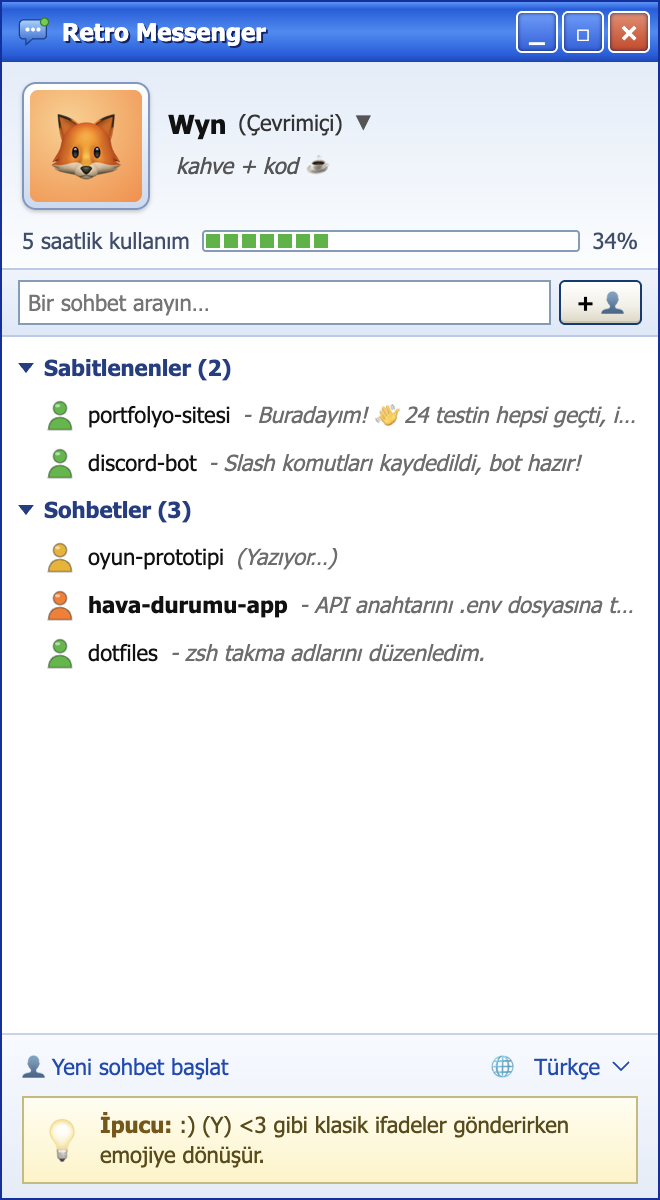 Retro Messenger
Wyn (Çevrimiçi) ▼
kahve + kod ☕
5 saatlik kullanım 34%
Bir sohbet arayın...
+
Sabitlenenler (2)
portfolyo-sitesi - Buradayım! 👋 24 testin hepsi geçti, i...
discord-bot - Slash komutları kaydedildi, bot hazır!
Sohbetler (3)
oyun-prototipi (Yazıyor...)
hava-durumu-app - API anahtarını .env dosyasına t...
dotfiles - zsh takma adlarını düzenledim.
Yeni sohbet başlat Türkçe
İpucu: :) (Y) <3 gibi klasik ifadeler gönderirken
emojiye dönüşür.